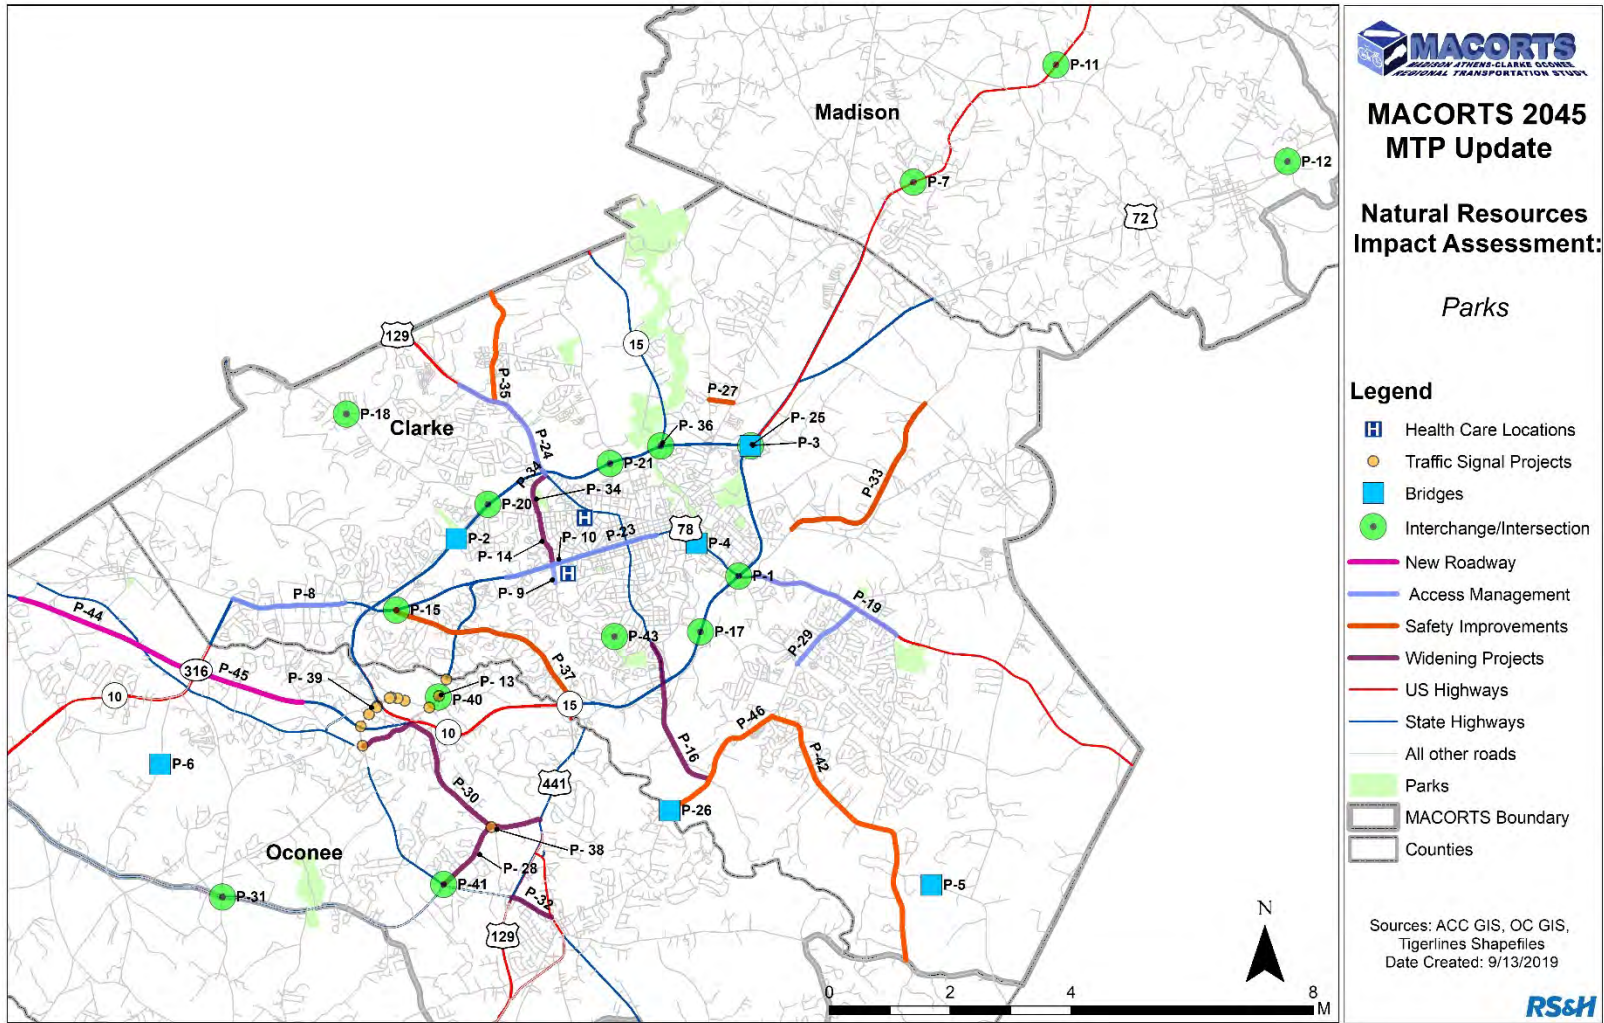 P-11
Madison
P-12
P-7
72
129
15
P-35
P-27
P-18
Clarke
P- 36
P- 25
P-3
P-24
P-21
P-34
P- 34
P-33
P-20
H
P-23
78
P-2
P- 14
P- 10
P-4
H
P- 9
P-1
P-8
P-15
P-19
P-44
P-43
P-17
P-29
316
P-45
P-37
P- 39
P- 13
P-40
10
15
10
P-46
P-16
P-42
P-6
441
P-30
P-26
P- 38
Oconee
P- 28
P-41
P-5
P-31
P-32
129
N
0 2 4 8
M
MACORTS
MADISON ATHENS-CLARKE OCONEE
REGIONAL TRANSPORTATION STUDY
MACORTS 2045
MTP Update
Natural Resources
Impact Assessment:
Parks
Legend
H Health Care Locations
Traffic Signal Projects
Bridges
Interchange/Intersection
New Roadway
Access Management
Safety Improvements
Widening Projects
US Highways
State Highways
All other roads
Parks
MACORTS Boundary
Counties
Sources: ACC GIS, OC GIS,
Tigerlines Shapefiles
Date Created: 9/13/2019
RS&H